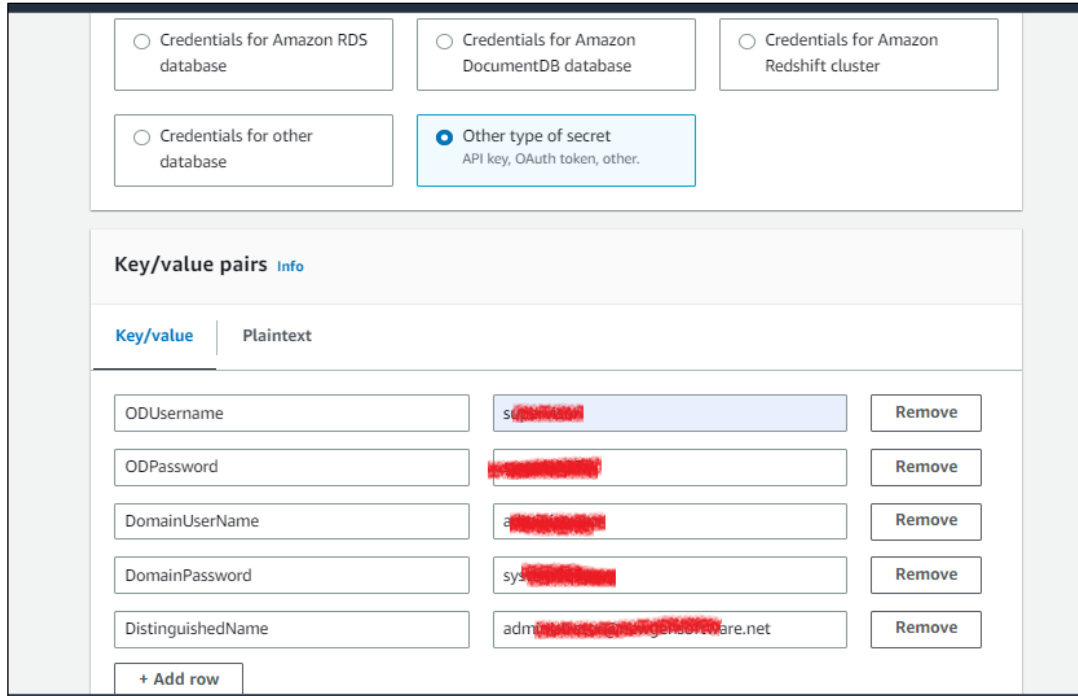 Credentials for Amazon RDS
database
Credentials for Amazon
DocumentDB database
Credentials for Amazon
Redshift cluster
Credentials for other
database
Other type of secret
API key, OAuth token, other.
Key/value pairs Info
Key/value
Plaintext
ODUsername
Remove
ODPassword
Remove
DomainUserName
Remove
DomainPassword
Remove
DistinguishedName
Remove
+ Add row